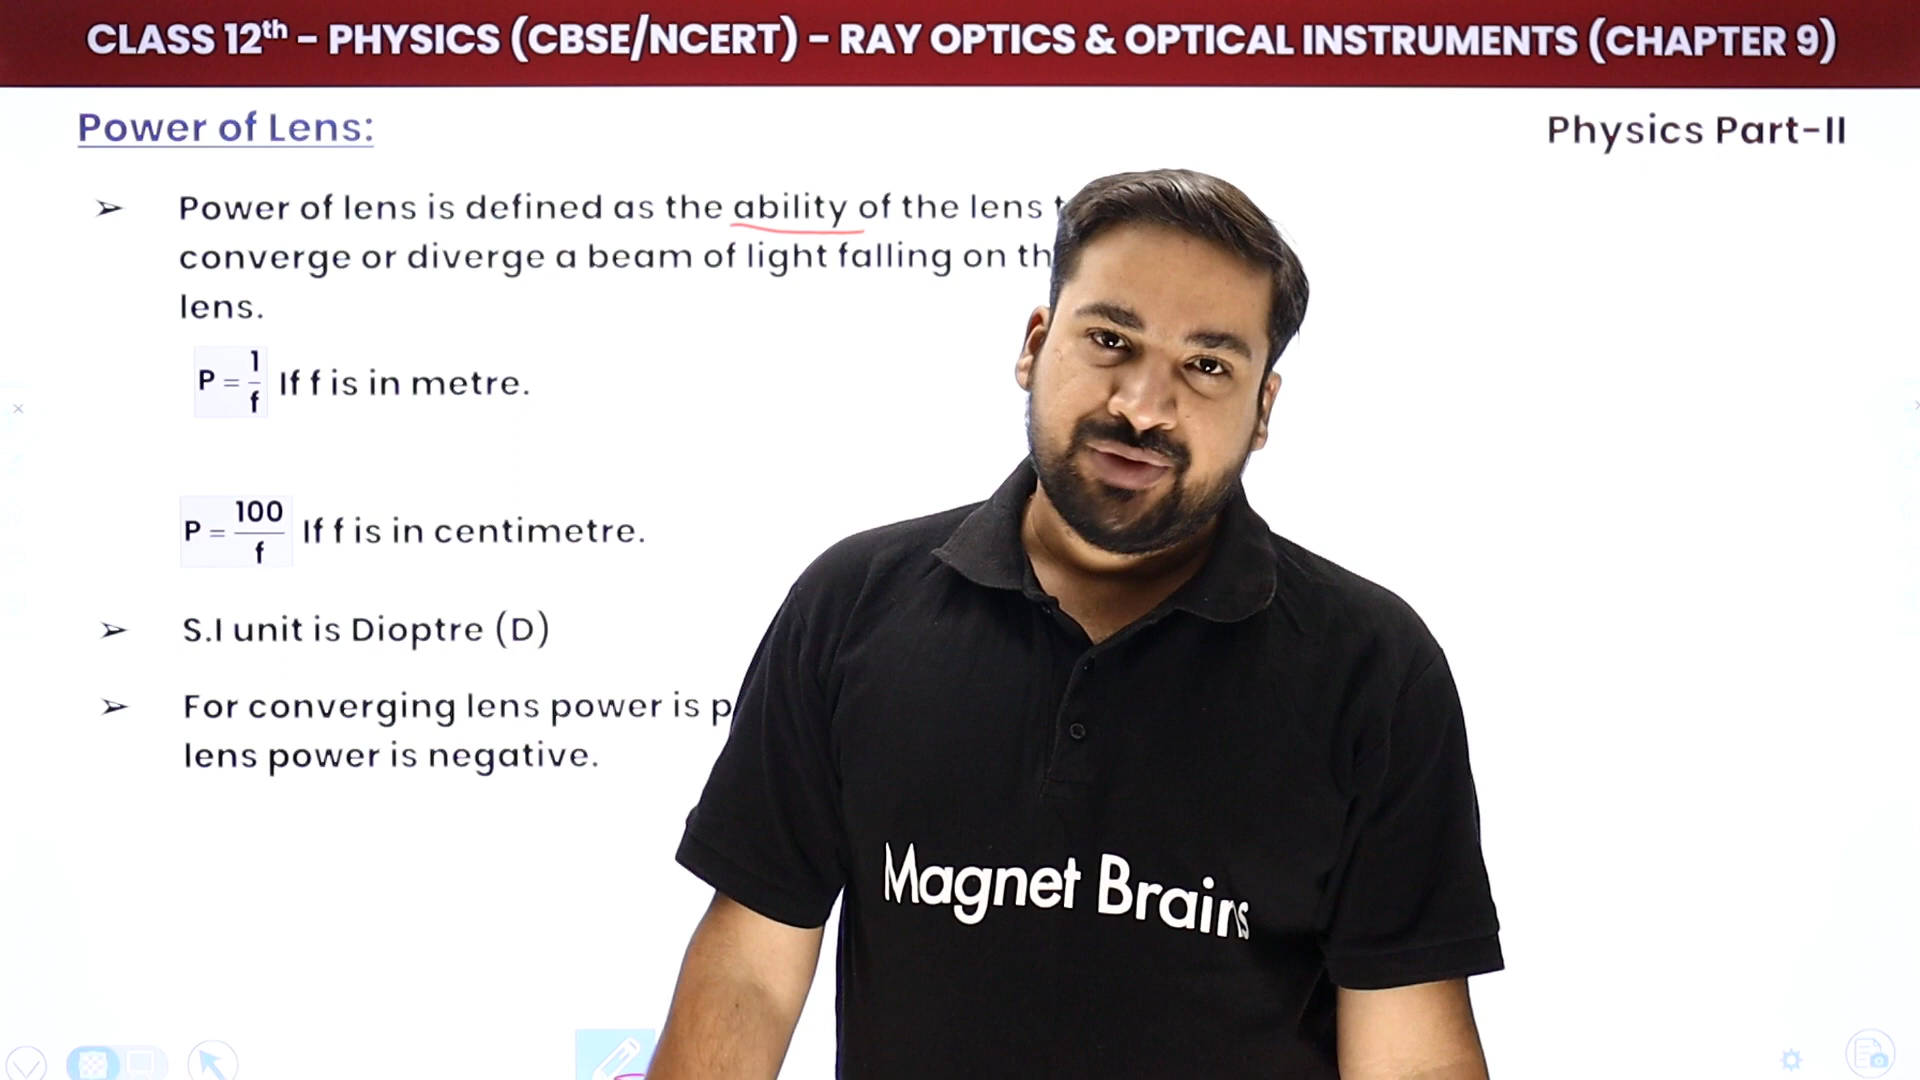 CLASS 12th – PHYSICS (CBSE/NCERT) – RAY OPTICS & OPTICAL INSTRUMENTS (CHAPTER 9)
Power of Lens:
Physics Part-II
➢ Power of lens is defined as the ability of the lens
converge or diverge a beam of light falling on
lens.
P = 1/f If f is in metre.
P = 100/f If f is in centimetre.
➢ S.I unit is Dioptre (D)
➢ For converging lens power is
lens power is negative.
Magnet Brains